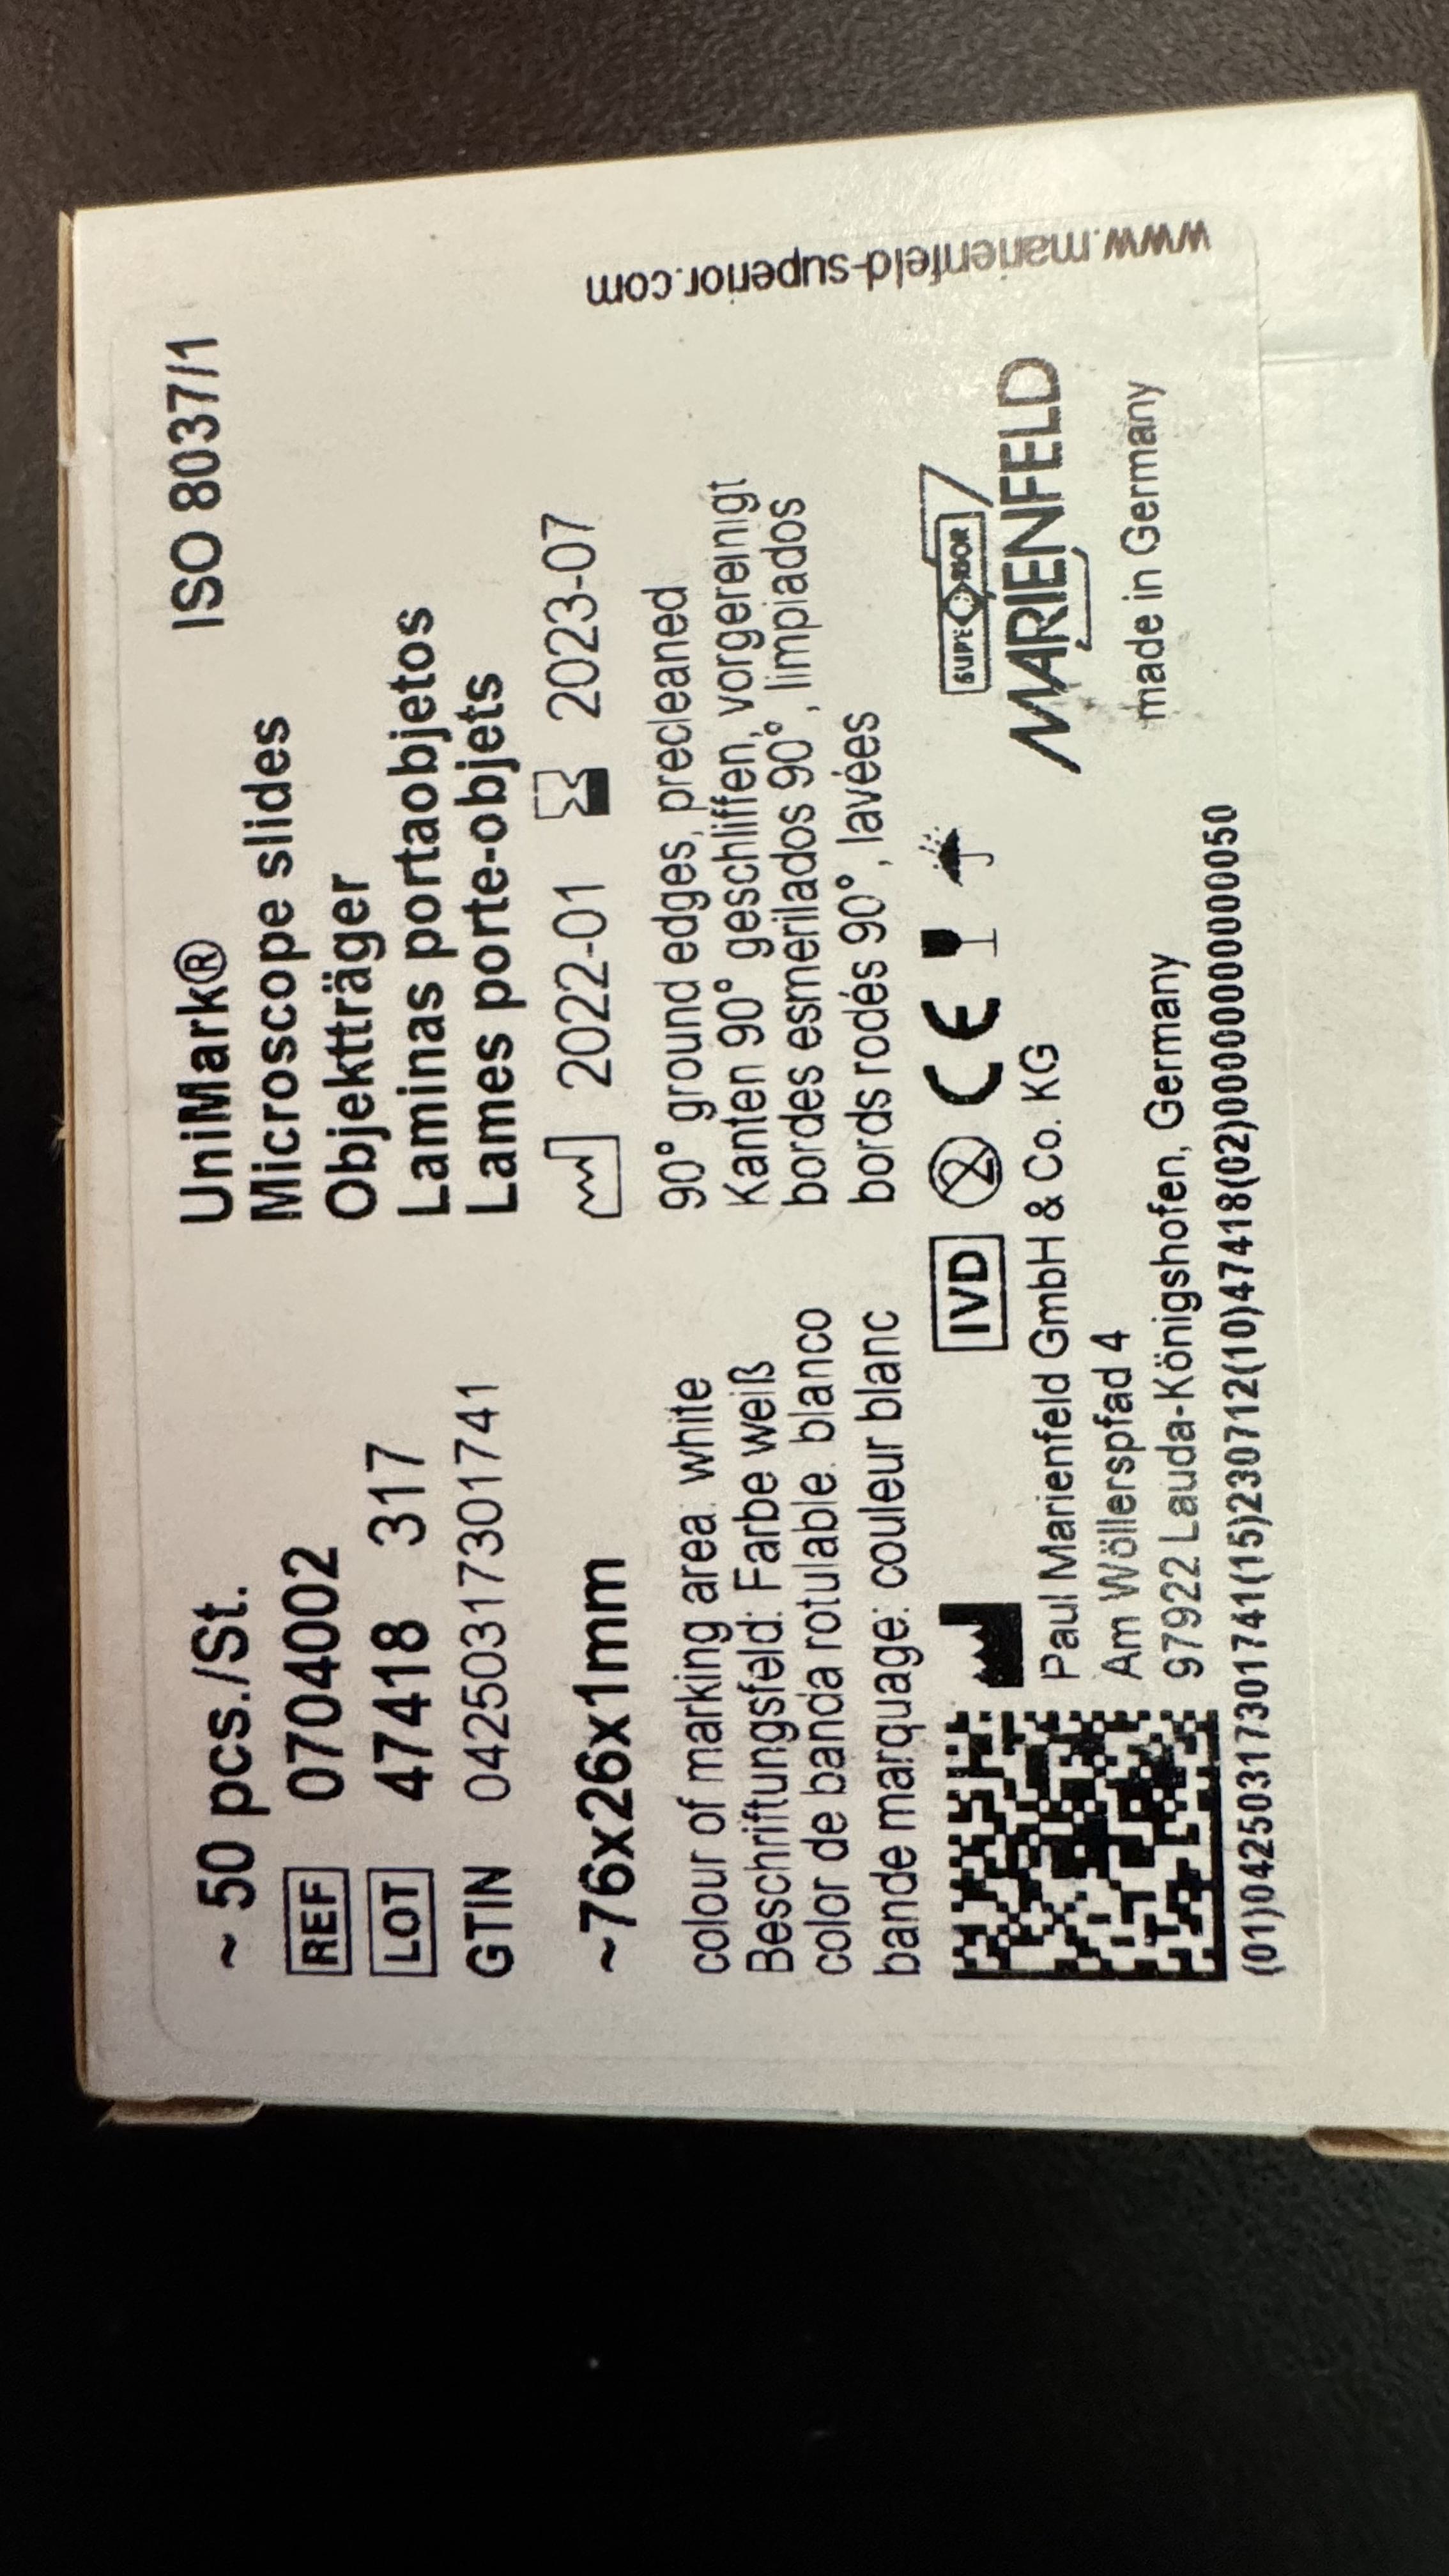 ~ 50 pcs./St.
REF 0704002
LOT 47418 317
GTIN 04250317301741
~76x26x1mm
UniMark® ISO 8037/1
Microscope slides
Objektträger
Laminas portaobjetos
Lames porte-objets
2022-01 2023-07
colour of marking area: white
Beschriftungsfeld: Farbe weiß
color de banda rotulable: blanco
bande marquage: couleur blanc
90° ground edges, precleaned
Kanten 90° geschliffen, vorgereinigt
bordes esmerilados 90°, limpiados
bords rodés 90°, lavées
IVD 2 CE
Paul Marienfeld GmbH & Co. KG
Am Wöllerspfad 4
97922 Lauda-Königshofen, Germany
SUPERIOR
MARIENFELD
made in Germany
(01)04250317301741(15)230712(10)47418(02)00000000000000050
www.marienfeld-superior.com